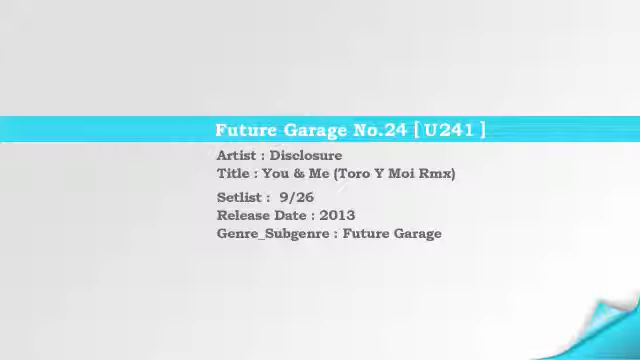 Future Garage No.24 [ U241 ]
Artist : Disclosure
Title : You & Me (Toro Y Moi Rmx)
Setlist :  9/26
Release Date : 2013
Genre_Subgenre : Future Garage